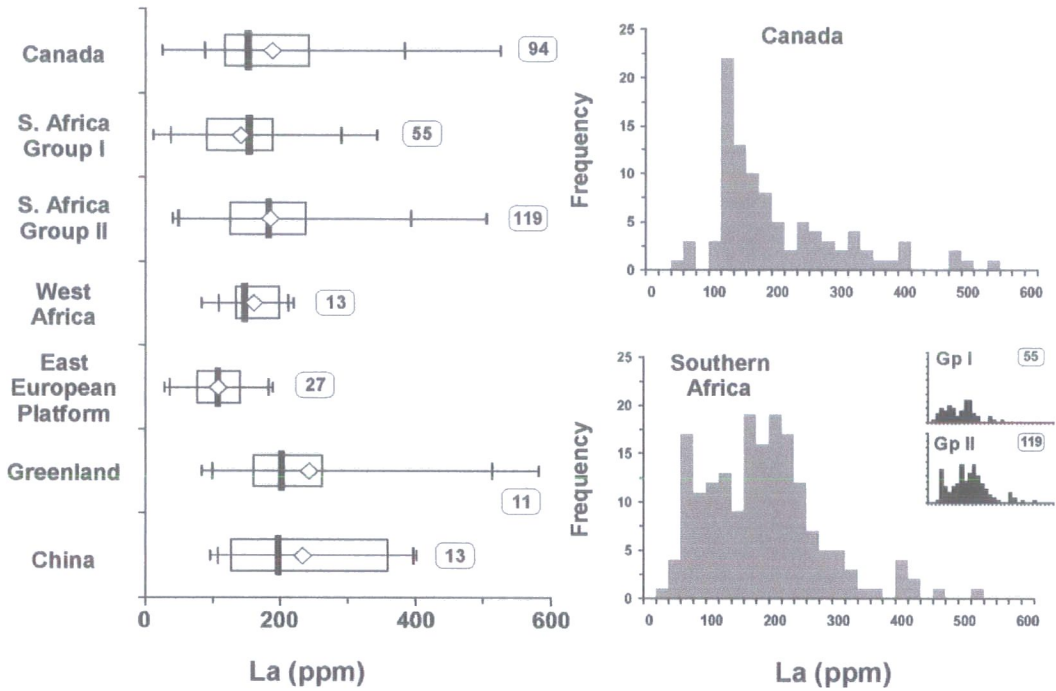 Canada
94
S. Africa
Group I
55
S. Africa
Group II
119
West
Africa
13
East
European
Platform
27
Greenland
11
China
13
0
200
400
600
La (ppm)
Canada
Frequency
25
20
15
10
5
0
0 100 200 300 400 500 600
Southern
Africa
Frequency
25
20
15
10
5
0
0 100 200 300 400 500 600
La (ppm)
Gp I
55
Gp II
119